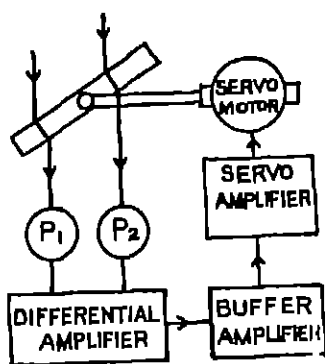 SERVO
MOTOR
SERVO
AMPLIFIER
P1
P2
DIFFERENTIAL
AMPLIFIER
BUFFER
AMPLIFIER